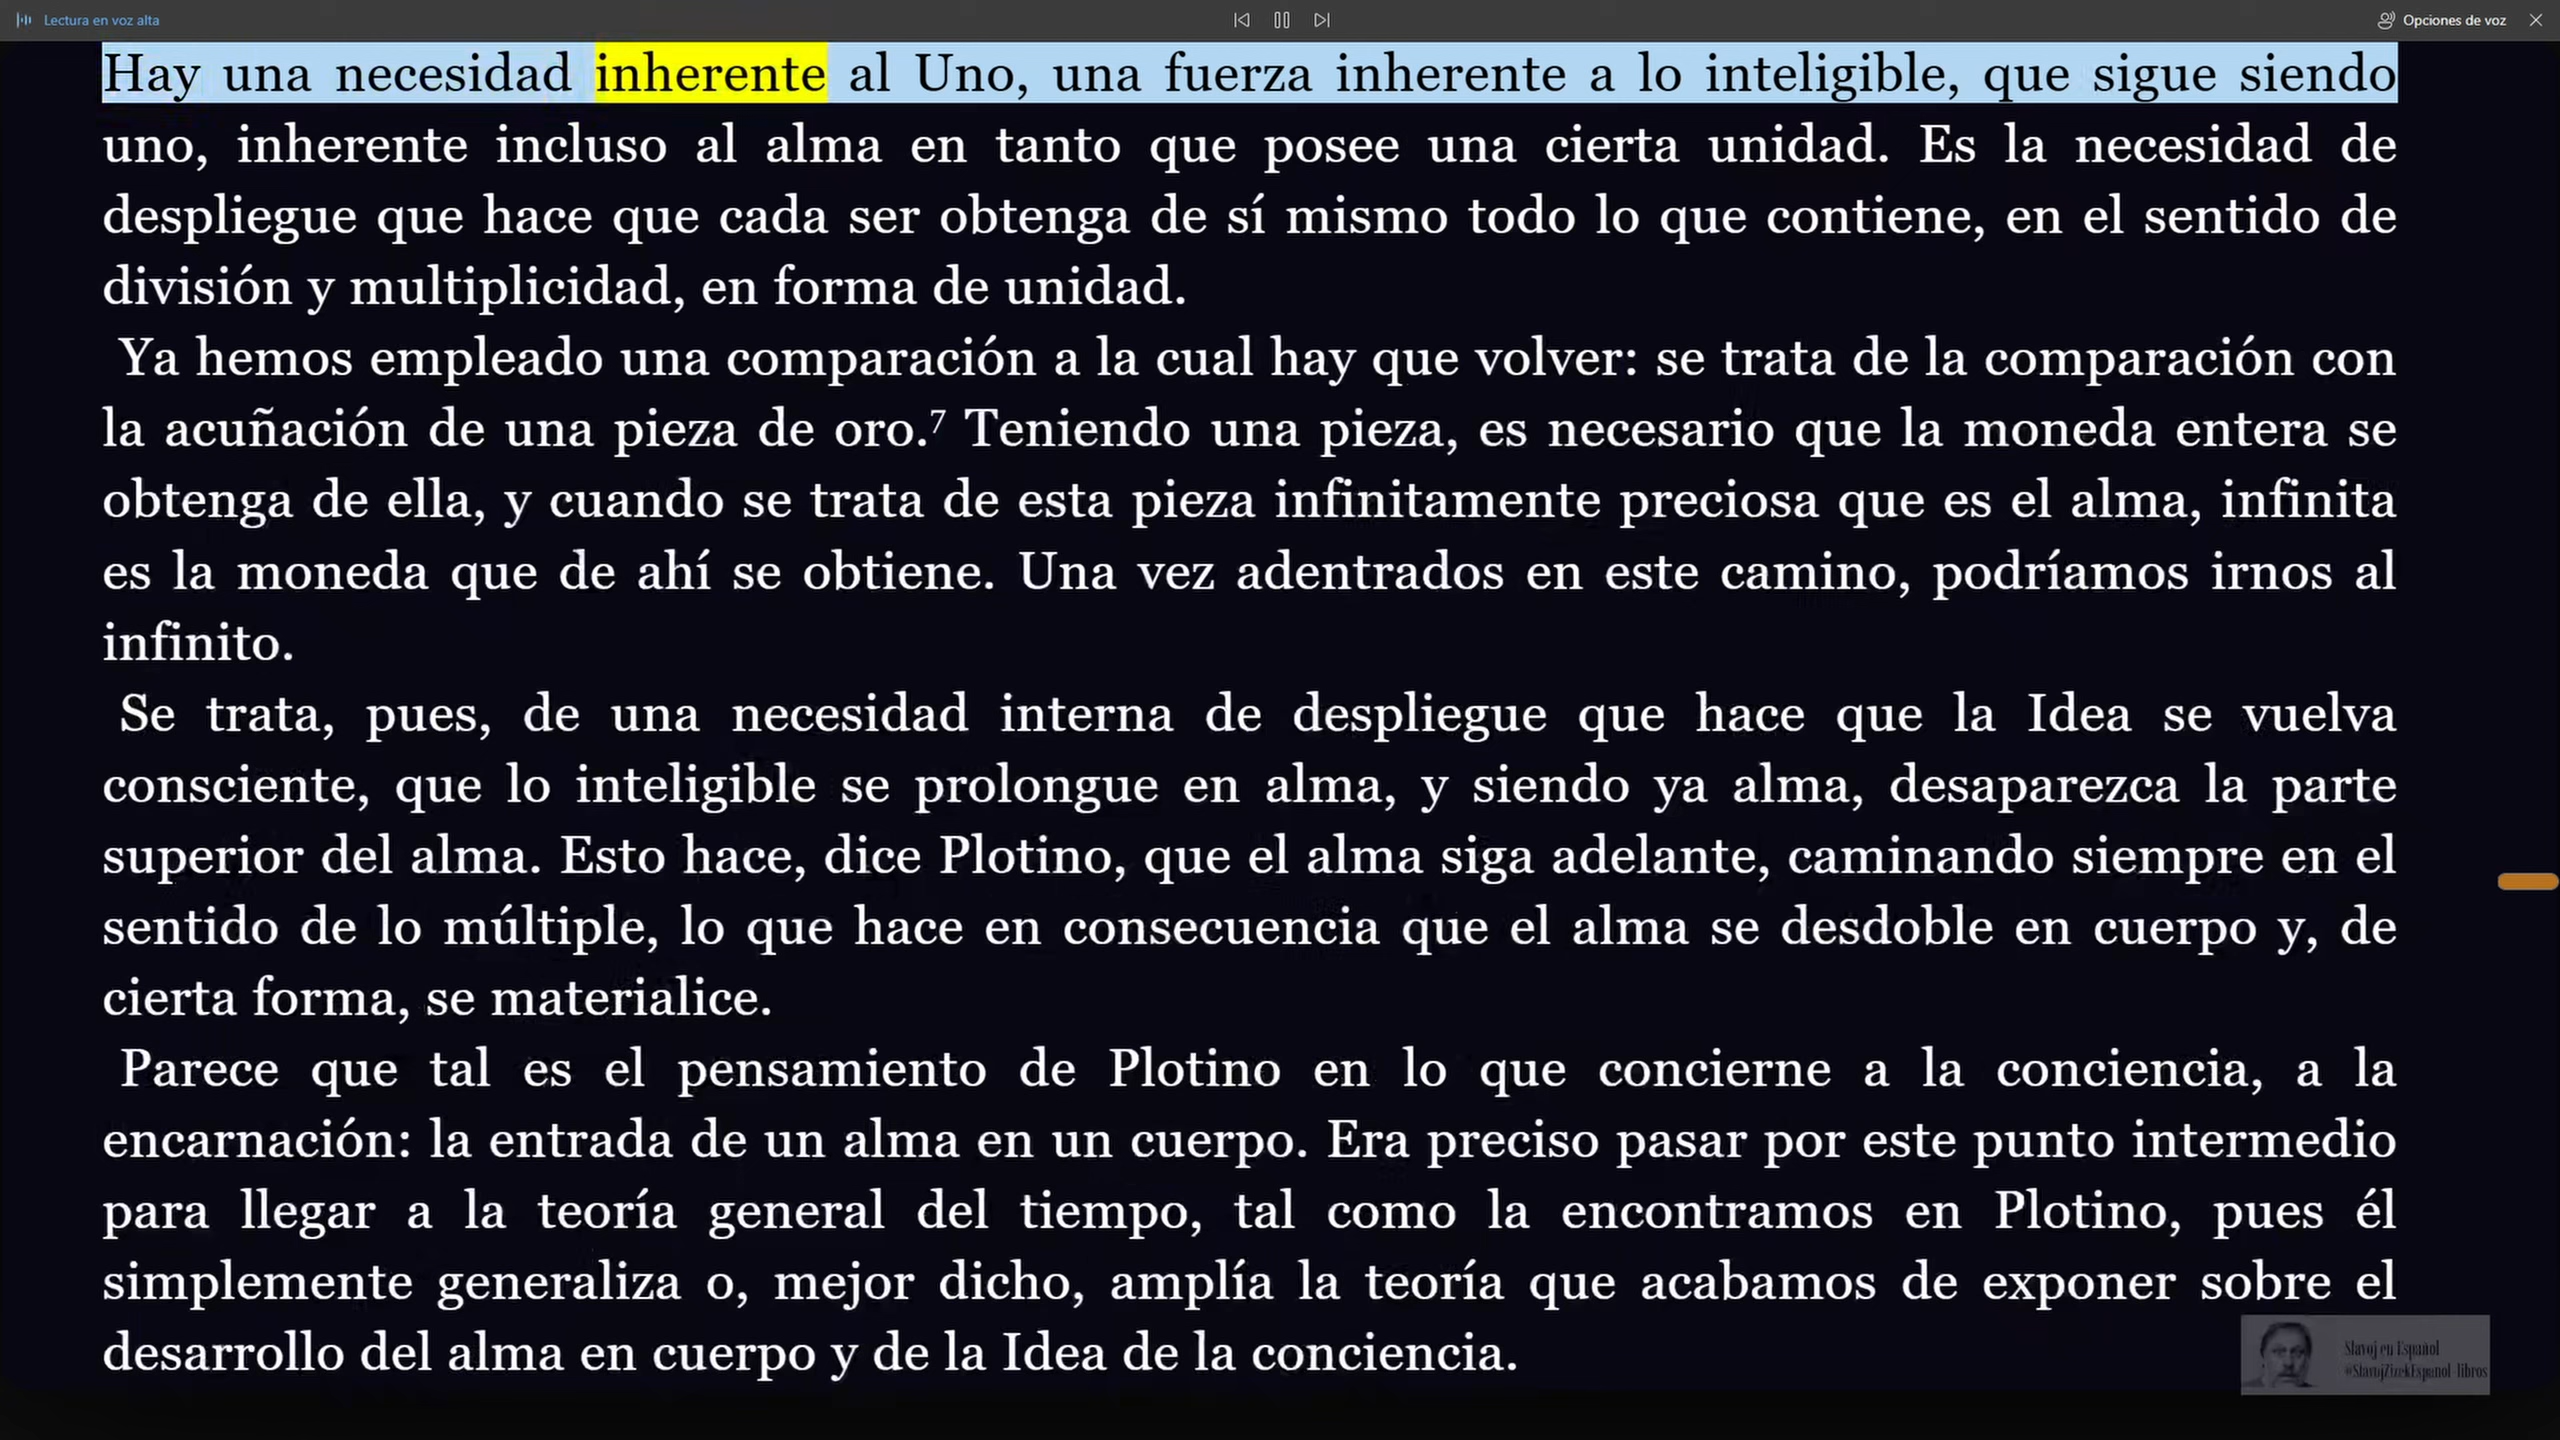 Lectura en voz alta
Opciones de voz
Hay una necesidad inherente al Uno, una fuerza inherente a lo inteligible, que sigue siendo
uno, inherente incluso al alma en tanto que posee una cierta unidad. Es la necesidad de
despliegue que hace que cada ser obtenga de sí mismo todo lo que contiene, en el sentido de
división y multiplicidad, en forma de unidad.
Ya hemos empleado una comparación a la cual hay que volver: se trata de la comparación con
la acuñación de una pieza de oro.⁷ Teniendo una pieza, es necesario que la moneda entera se
obtenga de ella, y cuando se trata de esta pieza infinitamente preciosa que es el alma, infinita
es la moneda que de ahí se obtiene. Una vez adentrados en este camino, podríamos irnos al
infinito.
Se trata, pues, de una necesidad interna de despliegue que hace que la Idea se vuelva
consciente, que lo inteligible se prolongue en alma, y siendo ya alma, desaparezca la parte
superior del alma. Esto hace, dice Plotino, que el alma siga adelante, caminando siempre en el
sentido de lo múltiple, lo que hace en consecuencia que el alma se desdoble en cuerpo y, de
cierta forma, se materialice.
Parece que tal es el pensamiento de Plotino en lo que concierne a la conciencia, a la
encarnación: la entrada de un alma en un cuerpo. Era preciso pasar por este punto intermedio
para llegar a la teoría general del tiempo, tal como la encontramos en Plotino, pues él
simplemente generaliza o, mejor dicho, amplía la teoría que acabamos de exponer sobre el
desarrollo del alma en cuerpo y de la Idea de la conciencia.
Slavoj en Español
@SlavojZizekEspanol-libros